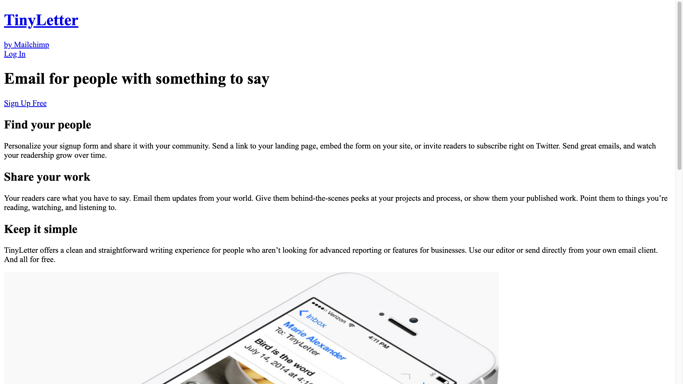 TinyLetter
by Mailchimp
Log In
Email for people with something to say
Sign Up Free
Find your people
Personalize your signup form and share it with your community. Send a link to your landing page, embed the form on your site, or invite readers to subscribe right on Twitter. Send great emails, and watch
your readership grow over time.
Share your work
Your readers care what you have to say. Email them updates from your world. Give them behind-the-scenes peeks at your projects and process, or show them your published work. Point them to things you’re
reading, watching, and listening to.
Keep it simple
TinyLetter offers a clean and straightforward writing experience for people who aren’t looking for advanced reporting or features for businesses. Use our editor or send directly from your own email client.
And all for free.
Verizon
4:11 PM
Inbox
Marie Alexander
To: TinyLetter
Bird is the word
July 14, 2014 at 4:1